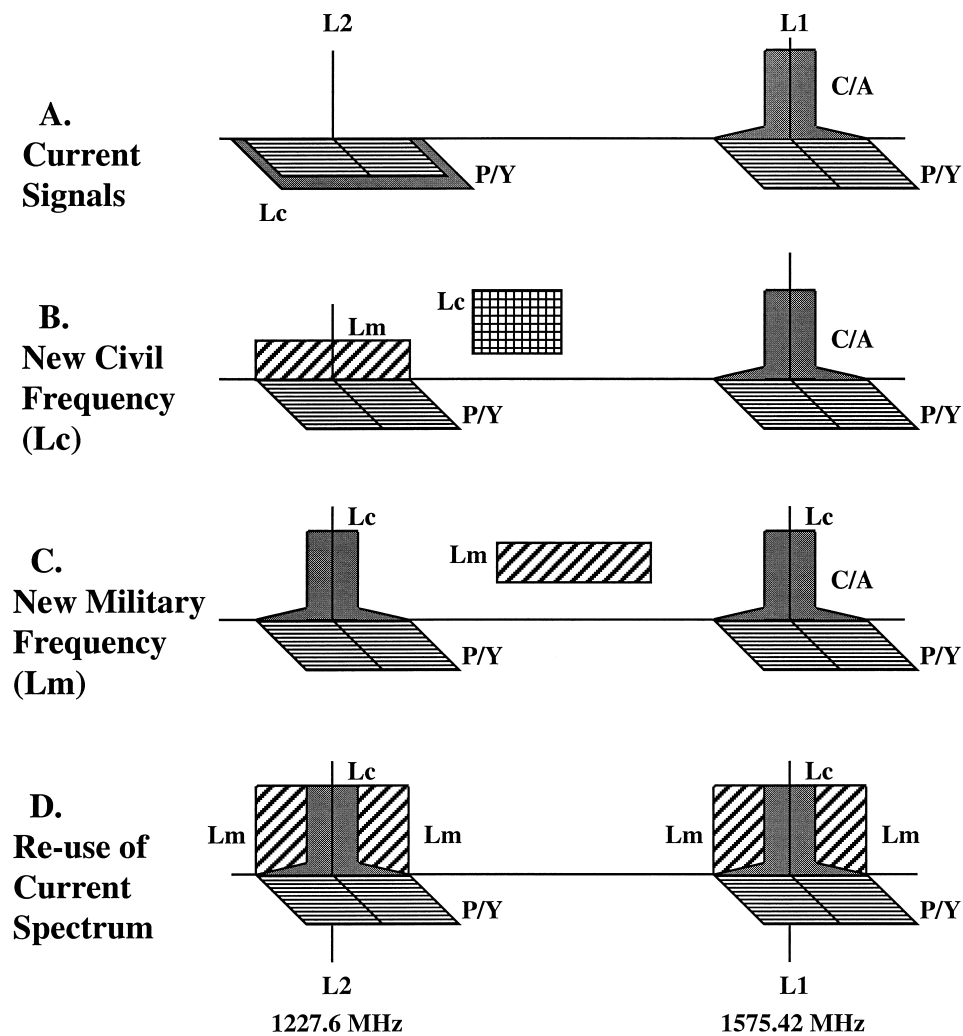 L2
L1
A.
Current
Signals
C/A
P/Y
Lc
P/Y
B.
New Civil
Frequency
(Lc)
Lm
Lc
C/A
P/Y
P/Y
C.
New Military
Frequency
(Lm)
Lc
Lm
Lc
C/A
P/Y
P/Y
D.
Re-use of
Current
Spectrum
Lc
Lm
Lm
P/Y
Lc
Lm
Lm
P/Y
L2
L1
1227.6 MHz
1575.42 MHz